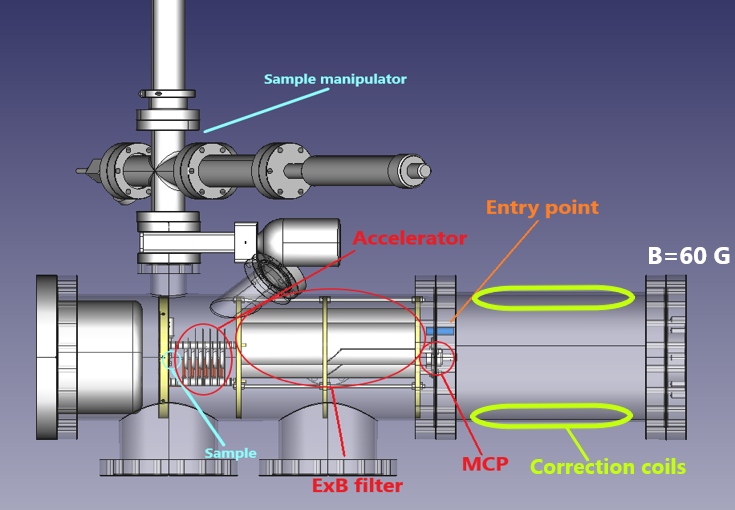 Sample manipulator
Entry point
Accelerator
B=60 G
Sample
MCP
Correction coils
ExB filter